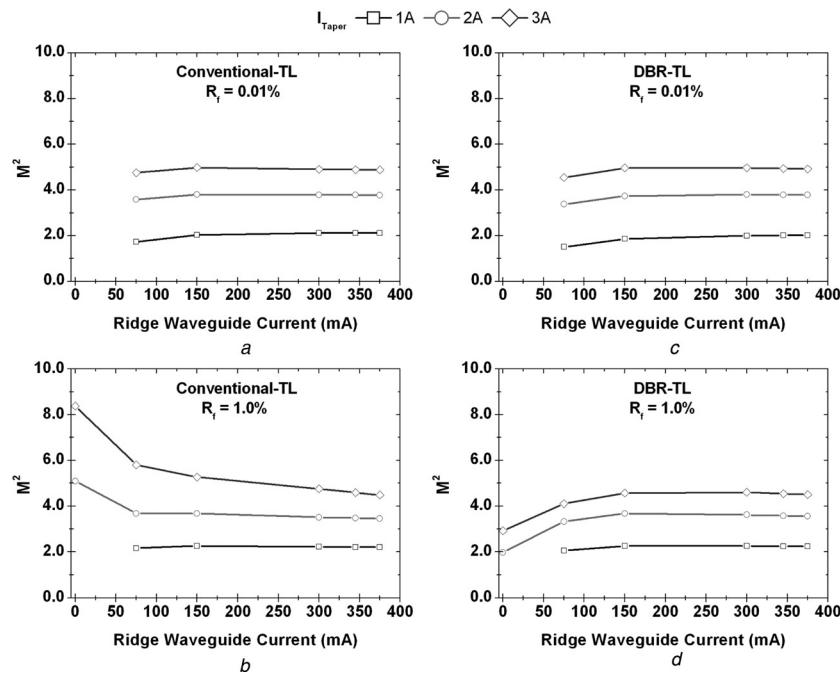 I_Taper 1A 2A 3A
Conventional-TL
R_f = 0.01%
M²
10.0
8.0
6.0
4.0
2.0
0.0
0 50 100 150 200 250 300 350 400
Ridge Waveguide Current (mA)
a
DBR-TL
R_f = 0.01%
M²
10.0
8.0
6.0
4.0
2.0
0.0
0 50 100 150 200 250 300 350 400
Ridge Waveguide Current (mA)
c
Conventional-TL
R_f = 1.0%
M²
10.0
8.0
6.0
4.0
2.0
0.0
0 50 100 150 200 250 300 350 400
Ridge Waveguide Current (mA)
b
DBR-TL
R_f = 1.0%
M²
10.0
8.0
6.0
4.0
2.0
0.0
0 50 100 150 200 250 300 350 400
Ridge Waveguide Current (mA)
d